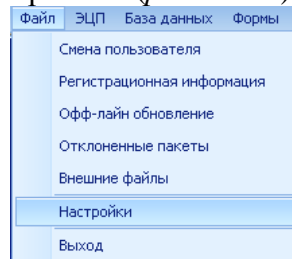 Файл ЭЦП База данных Формы
Смена пользователя
Регистрационная информация
Офф-лайн обновление
Отклоненные пакеты
Внешние файлы
Настройки
Выход